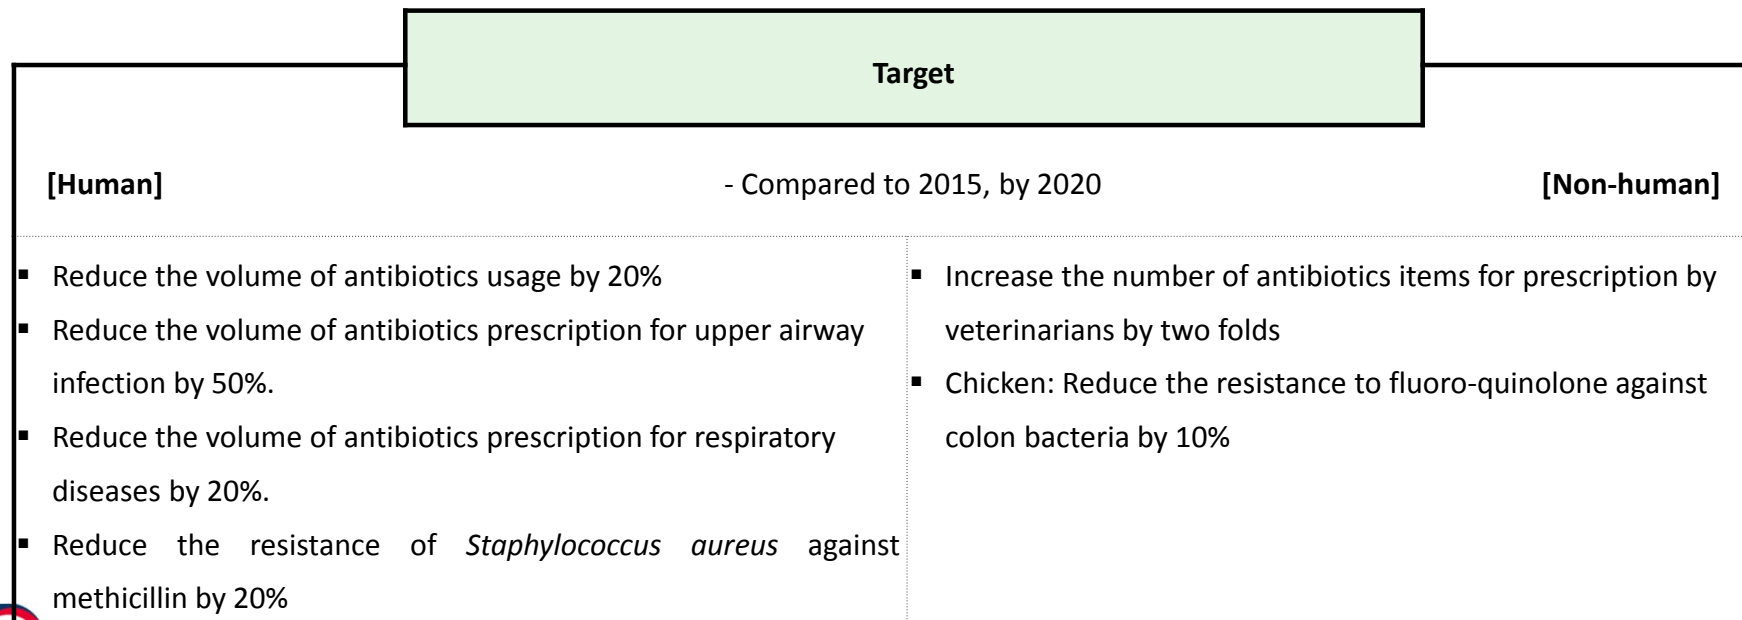 Target
[Human] - Compared to 2015, by 2020 [Non-human]
▪ Reduce the volume of antibiotics usage by 20%
▪ Reduce the volume of antibiotics prescription for upper airway
infection by 50%.
▪ Reduce the volume of antibiotics prescription for respiratory
diseases by 20%.
▪ Reduce the resistance of Staphylococcus aureus against
methicillin by 20%
▪ Increase the number of antibiotics items for prescription by
veterinarians by two folds
▪ Chicken: Reduce the resistance to fluoro-quinolone against
colon bacteria by 10%